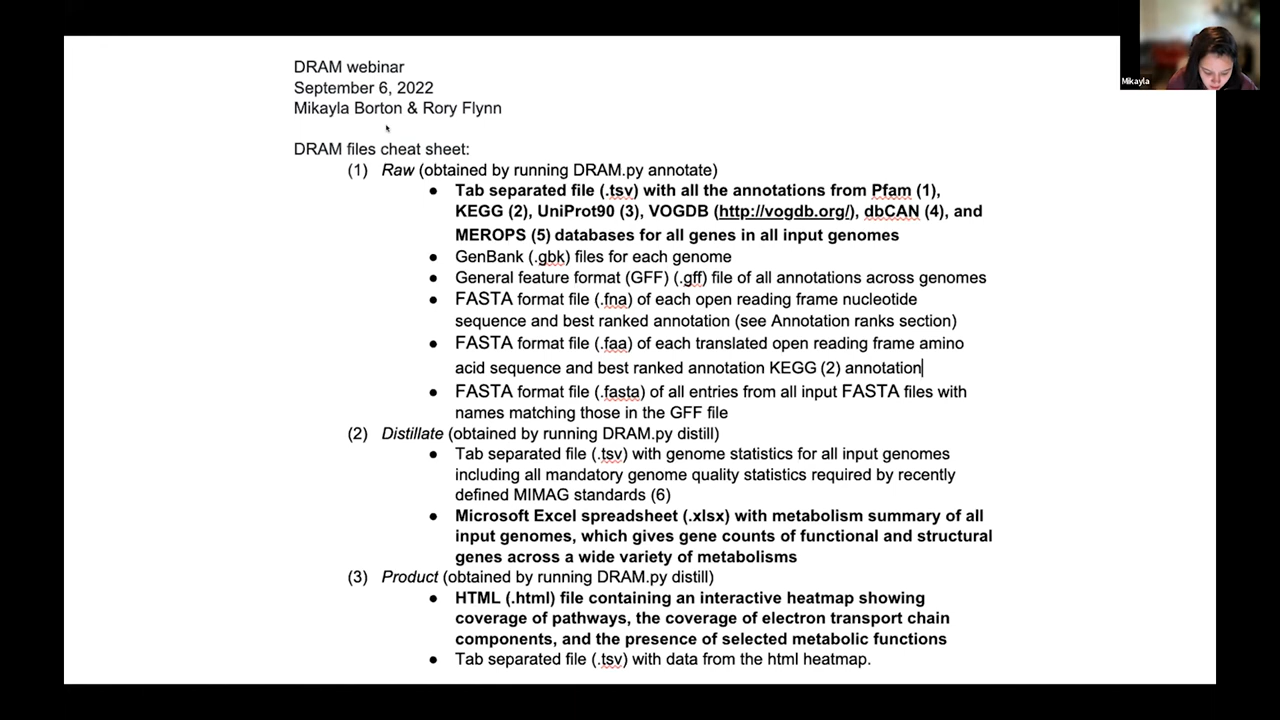 DRAM webinar
September 6, 2022
Mikayla Borton & Rory Flynn
Mikayla
DRAM files cheat sheet:
(1) Raw (obtained by running DRAM.py annotate)
● Tab separated file (.tsv) with all the annotations from Pfam (1),
KEGG (2), UniProt90 (3), VOGDB (http://vogdb.org/), dbCAN (4), and
MEROPS (5) databases for all genes in all input genomes
● GenBank (.gbk) files for each genome
● General feature format (GFF) (.gff) file of all annotations across genomes
● FASTA format file (.fna) of each open reading frame nucleotide
sequence and best ranked annotation (see Annotation ranks section)
● FASTA format file (.faa) of each translated open reading frame amino
acid sequence and best ranked annotation KEGG (2) annotation
● FASTA format file (.fasta) of all entries from all input FASTA files with
names matching those in the GFF file
(2) Distillate (obtained by running DRAM.py distill)
● Tab separated file (.tsv) with genome statistics for all input genomes
including all mandatory genome quality statistics required by recently
defined MIMAG standards (6)
● Microsoft Excel spreadsheet (.xlsx) with metabolism summary of all
input genomes, which gives gene counts of functional and structural
genes across a wide variety of metabolisms
(3) Product (obtained by running DRAM.py distill)
● HTML (.html) file containing an interactive heatmap showing
coverage of pathways, the coverage of electron transport chain
components, and the presence of selected metabolic functions
● Tab separated file (.tsv) with data from the html heatmap.